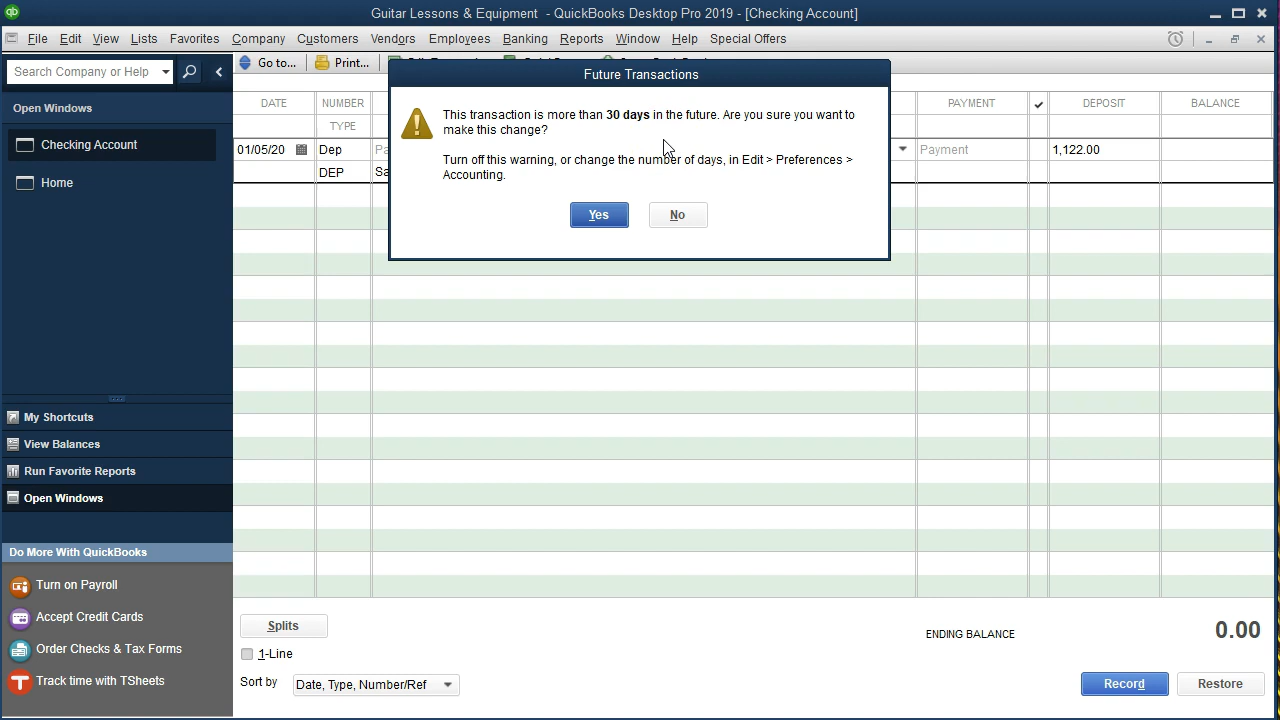 qb
Guitar Lessons & Equipment - QuickBooks Desktop Pro 2019 - [Checking Account]
File Edit View Lists Favorites Company Customers Vendors Employees Banking Reports Window Help Special Offers
Search Company or Help
Go to... Print...
Open Windows
Checking Account
Home
DATE NUMBER PAYMENT ✓ DEPOSIT BALANCE
TYPE
01/05/20 Dep Payment 1,122.00
DEP
Future Transactions
This transaction is more than 30 days in the future. Are you sure you want to
make this change?
Turn off this warning, or change the number of days, in Edit > Preferences >
Accounting.
Yes No
My Shortcuts
View Balances
Run Favorite Reports
Open Windows
Do More With QuickBooks
Turn on Payroll
Accept Credit Cards
Order Checks & Tax Forms
Track time with TSheets
Splits
1-Line
Sort by Date, Type, Number/Ref
ENDING BALANCE 0.00
Record Restore